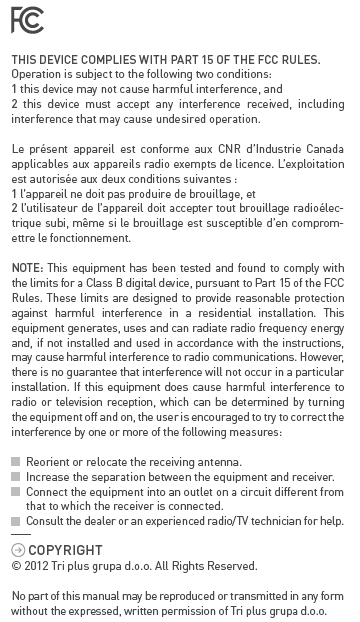 FCC
THIS DEVICE COMPLIES WITH PART 15 OF THE FCC RULES.
Operation is subject to the following two conditions:
1 this device may not cause harmful interference, and
2 this device must accept any interference received, including
interference that may cause undesired operation.
Le présent appareil est conforme aux CNR d'Industrie Canada
applicables aux appareils radio exempts de licence. L'exploitation
est autorisée aux deux conditions suivantes :
1 l'appareil ne doit pas produire de brouillage, et
2 l'utilisateur de l'appareil doit accepter tout brouillage radioélec-
trique subi, même si le brouillage est susceptible d'en comprom-
ettre le fonctionnement.
NOTE: This equipment has been tested and found to comply with
the limits for a Class B digital device, pursuant to Part 15 of the FCC
Rules. These limits are designed to provide reasonable protection
against harmful interference in a residential installation. This
equipment generates, uses and can radiate radio frequency energy
and, if not installed and used in accordance with the instructions,
may cause harmful interference to radio communications. However,
there is no guarantee that interference will not occur in a particular
installation. If this equipment does cause harmful interference to
radio or television reception, which can be determined by turning
the equipment off and on, the user is encouraged to try to correct the
interference by one or more of the following measures:
Reorient or relocate the receiving antenna.
Increase the separation between the equipment and receiver.
Connect the equipment into an outlet on a circuit different from
that to which the receiver is connected.
Consult the dealer or an experienced radio/TV technician for help.
COPYRIGHT
© 2012 Tri plus grupa d.o.o. All Rights Reserved.
No part of this manual may be reproduced or transmitted in any form
without the expressed, written permission of Tri plus grupa d.o.o.